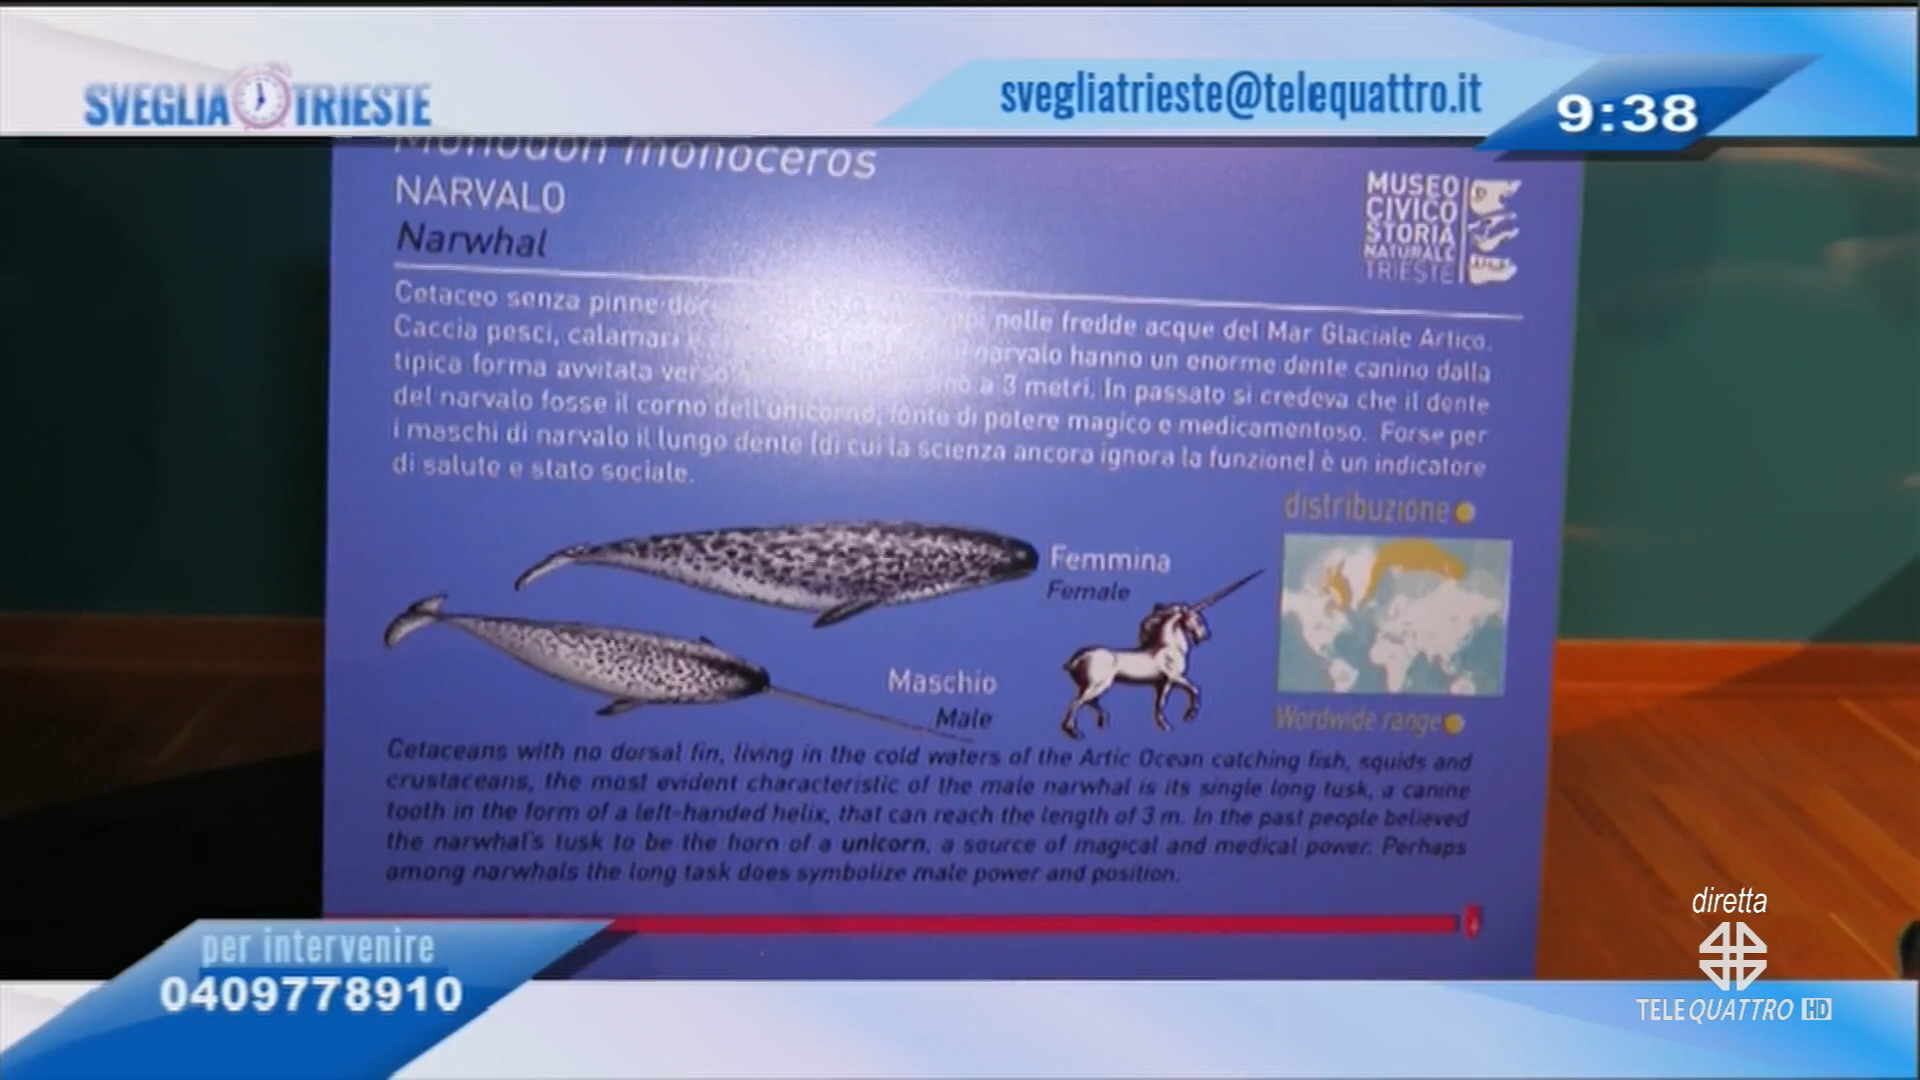 SVEGLIA TRIESTE
svegliatrieste@telequattro.it
9:38
Monodon monoceros
NARVALO
Narwhal
MUSEO
CIVICO
STORIA
NATURALE
TRIESTE
Cetaceo senza pinne nelle fredde acque del Mar Glaciale Artico.
Caccia pesci, calamari narvalo hanno un enorme dente canino dalla
tipica forma avvitata verso a 3 metri. In passato si credeva che il dente
del narvalo fosse il corno dell'unicorno, fonte di potere magico e medicamentoso. Forse per
i maschi di narvalo il lungo dente (di cui la scienza ancora ignora la funzione) è un indicatore
di salute e stato sociale.
distribuzione
Femmina
Female
Maschio
Male
Wordwide range
Cetaceans with no dorsal fin, living in the cold waters of the Artic Ocean catching fish, squids and
crustaceans, the most evident characteristic of the male narwhal is its single long tusk, a canine
tooth in the form of a left-handed helix, that can reach the length of 3 m. In the past people believed
the narwhal's tusk to be the horn of a unicorn, a source of magical and medical power. Perhaps
among narwhals the long task does symbolize male power and position.
per intervenire
0409778910
diretta
TELEQUATTRO HD